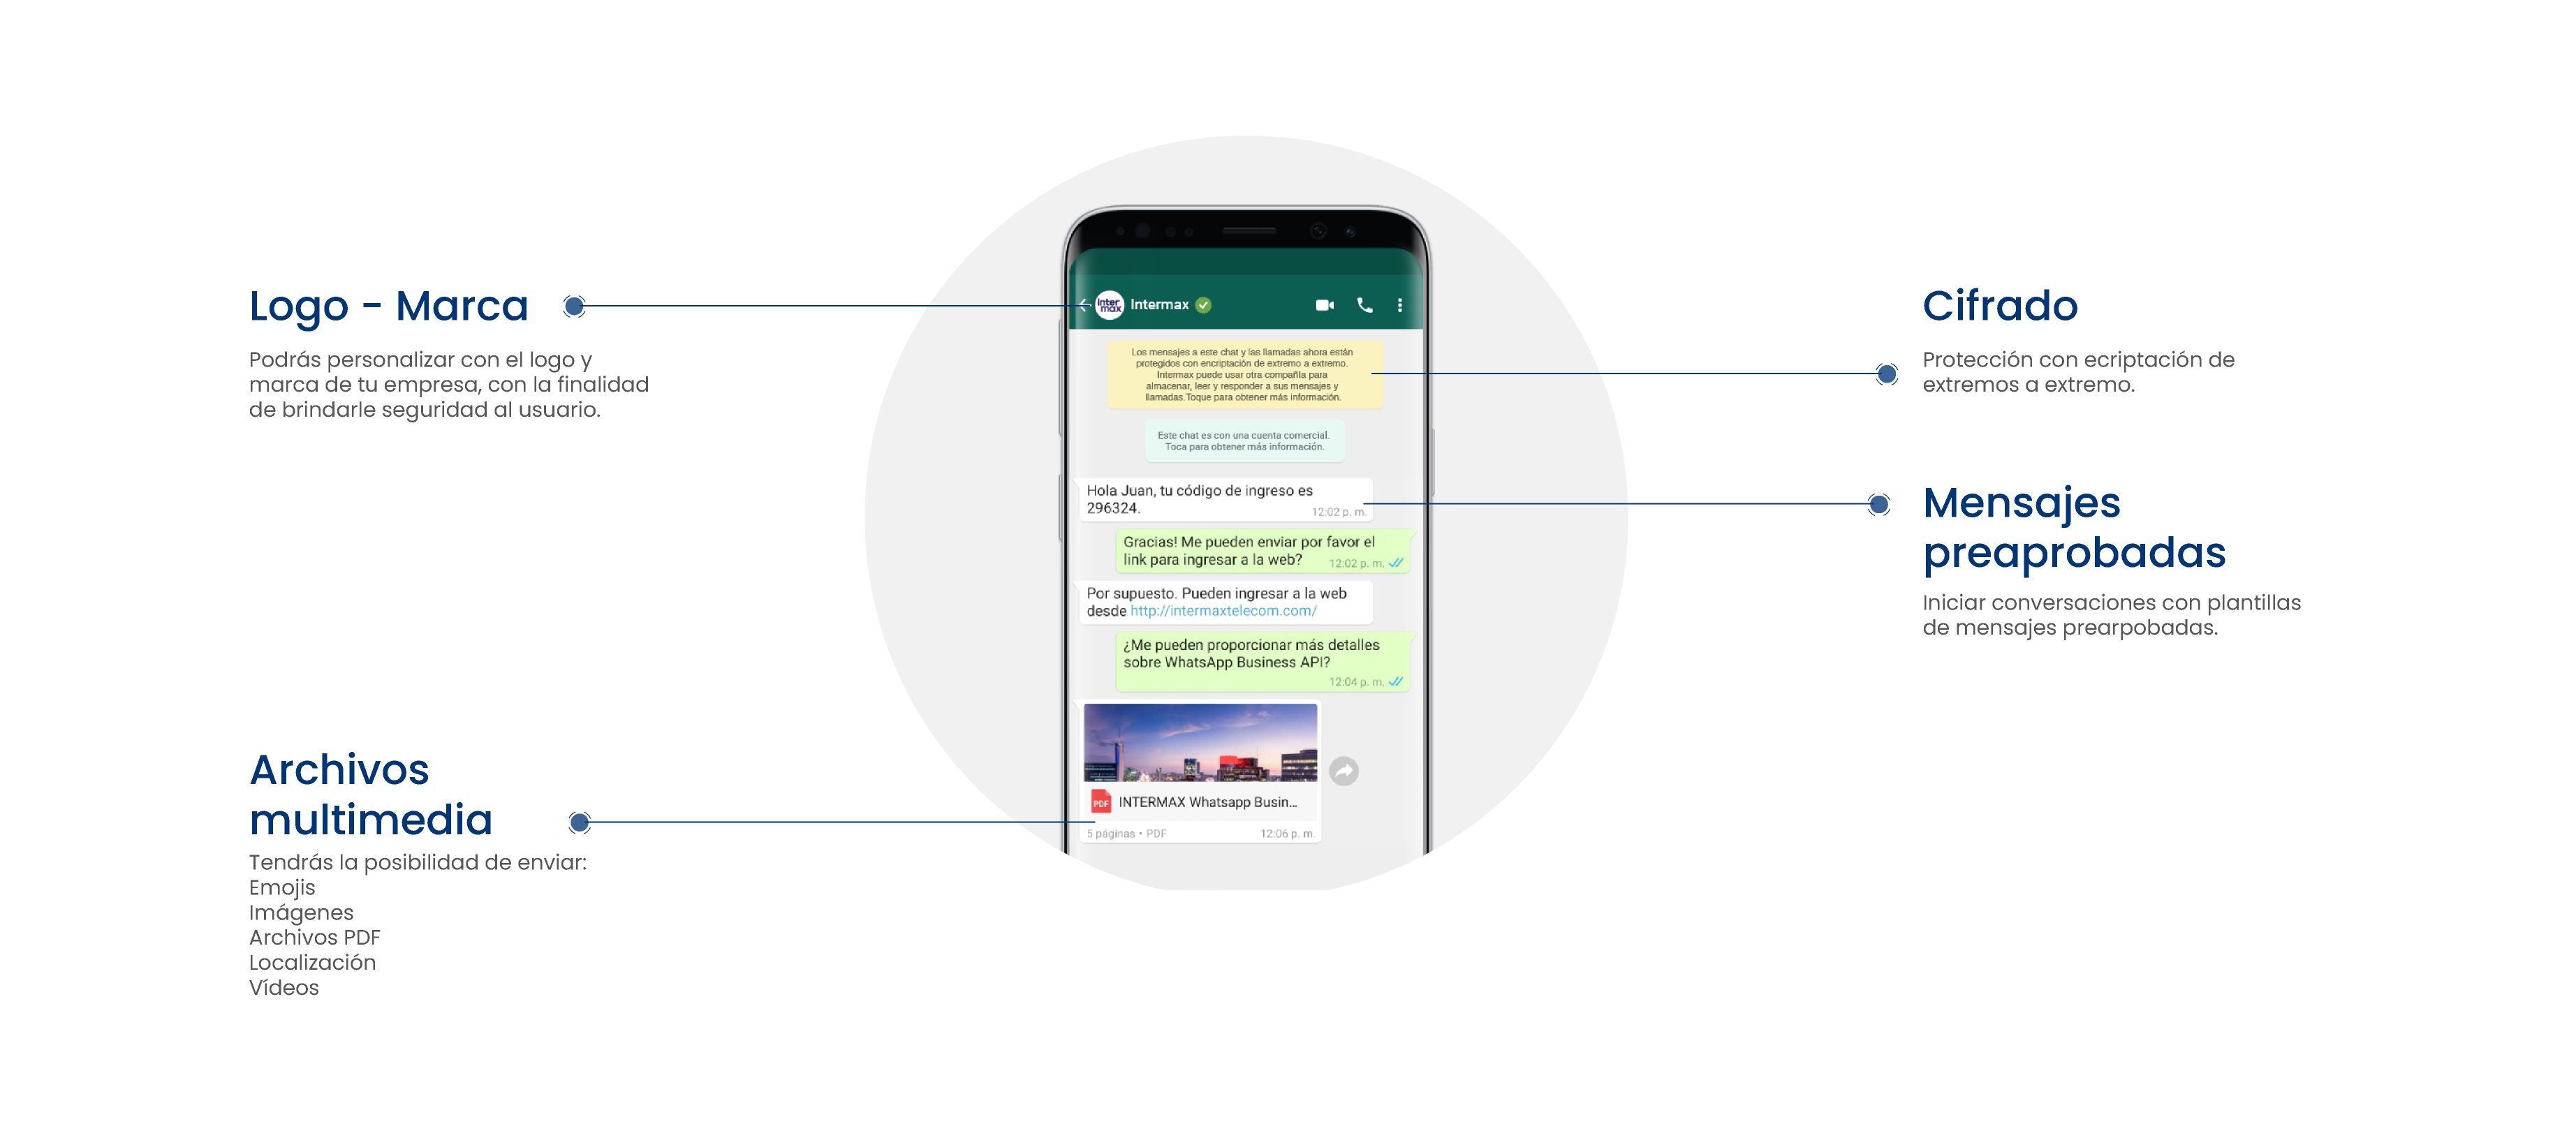 Logo - Marca
Podrás personalizar con el logo y
marca de tu empresa, con la finalidad
de brindarle seguridad al usuario.
Archivos
multimedia
Tendrás la posibilidad de enviar:
Emojis
Imágenes
Archivos PDF
Localización
Vídeos
Inter
max
Intermax
Los mensajes a este chat y las llamadas ahora están
protegidos con encriptación de extremo a extremo.
Intermax puede usar otra compañía para
almacenar, leer y responder a sus mensajes y
llamadas.Toque para obtener más información.
Este chat es con una cuenta comercial.
Toca para obtener más información.
Hola Juan, tu código de ingreso es
296324.
12:02 p. m.
Gracias! Me pueden enviar por favor el
link para ingresar a la web?
12:02 p. m.
Por supuesto. Pueden ingresar a la web
desde http://intermaxtelecom.com/
¿Me pueden proporcionar más detalles
sobre WhatsApp Business API?
12:04 p. m.
PDF
INTERMAX Whatsapp Busin...
5 páginas • PDF
12:06 p. m.
Cifrado
Protección con ecriptación de
extremos a extremo.
Mensajes
preaprobadas
Iniciar conversaciones con plantillas
de mensajes prearpobadas.